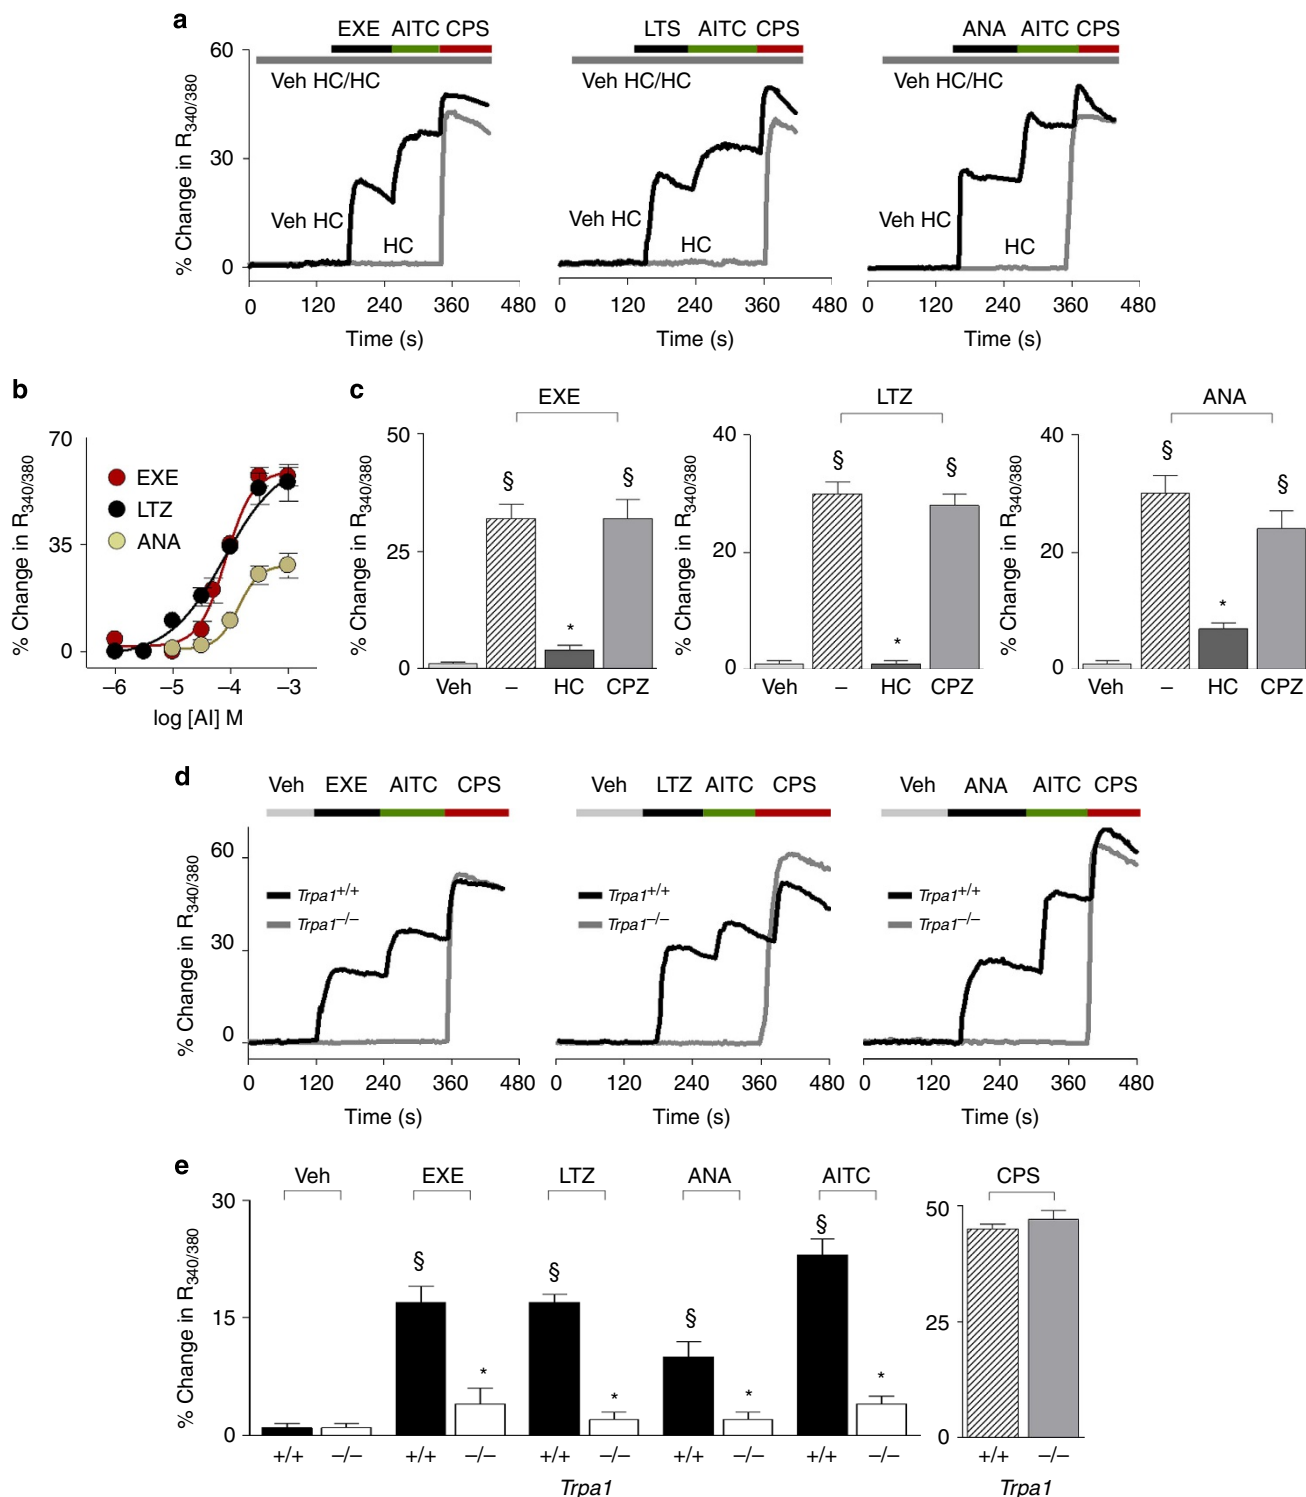 a
EXE AITC CPS
LTS AITC CPS
ANA AITC CPS
60
30
0
% Change in R340/380
Veh HC/HC
Veh HC
HC
Veh HC/HC
Veh HC
HC
Veh HC/HC
Veh HC
HC
0 120 240 360 480
0 120 240 360 480
0 120 240 360 480
Time (s)
Time (s)
Time (s)
b
70
35
0
% Change in R340/380
EXE
LTZ
ANA
–6 –5 –4 –3
log [AI] M
c
EXE
50
25
0
% Change in R340/380
§
*
§
Veh – HC CPZ
LTZ
40
20
0
% Change in R340/380
§
*
§
Veh – HC CPZ
ANA
40
20
0
% Change in R340/380
§
*
§
Veh – HC CPZ
d
Veh EXE AITC CPS
Veh LTZ AITC CPS
Veh ANA AITC CPS
60
30
0
% Change in R340/380
Trpa1+/+
Trpa1–/–
Trpa1+/+
Trpa1–/–
Trpa1+/+
Trpa1–/–
0 120 240 360 480
0 120 240 360 480
0 120 240 360 480
Time (s)
Time (s)
Time (s)
e
Veh EXE LTZ ANA AITC CPS
30
15
0
% Change in R340/380
§
*
§
*
§
*
§
*
+/+ –/– +/+ –/– +/+ –/– +/+ –/– +/+ –/–
Trpa1
50
25
0
+/+ –/–
Trpa1